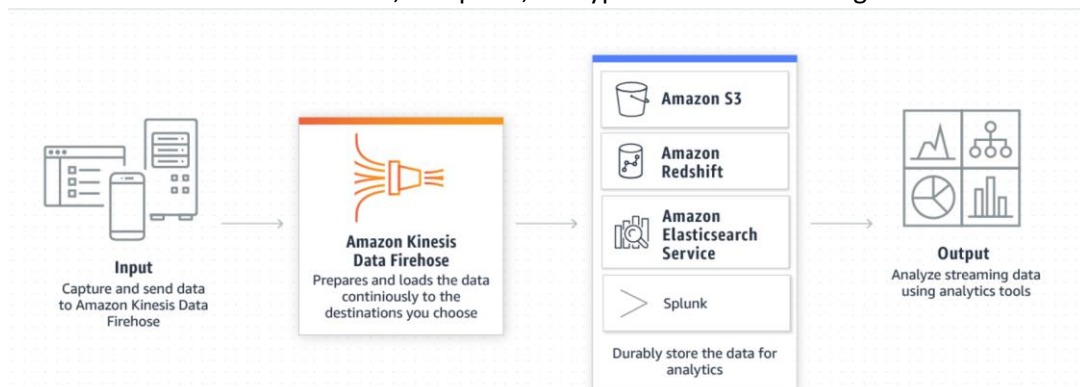 Input
Capture and send data
to Amazon Kinesis Data
Firehose
Amazon Kinesis
Data Firehose
Prepares and loads the data
continiously to the
destinations you choose
Amazon S3
Amazon
Redshift
Amazon
Elasticsearch
Service
Splunk
Durably store the data for
analytics
Output
Analyze streaming data
using analytics tools